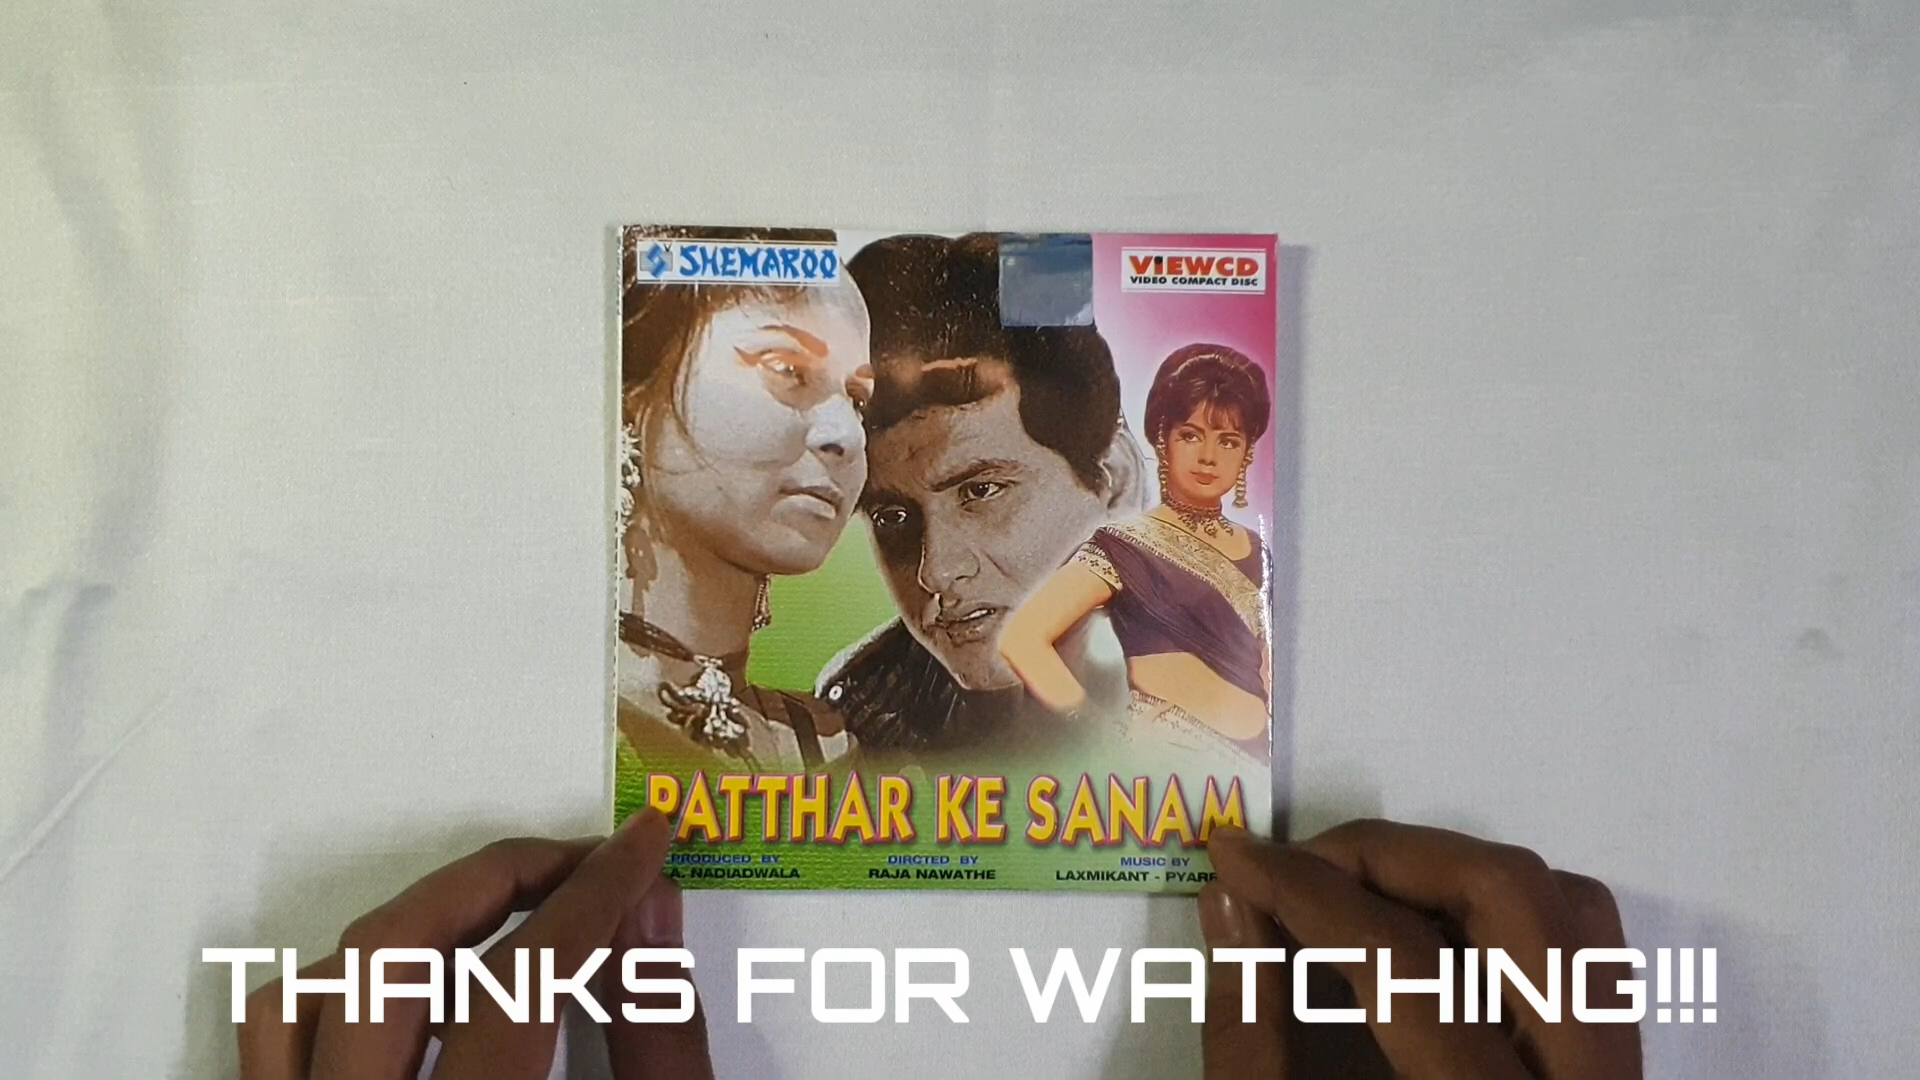 SHEMAROO
VIEWCD
VIDEO COMPACT DISC
PATTHAR KE SANAM
PRODUCED BY
A. NADIADWALA
DIRCTED BY
RAJA NAWATHE
MUSIC BY
LAXMIKANT - PYARE
THANKS FOR WATCHING!!!